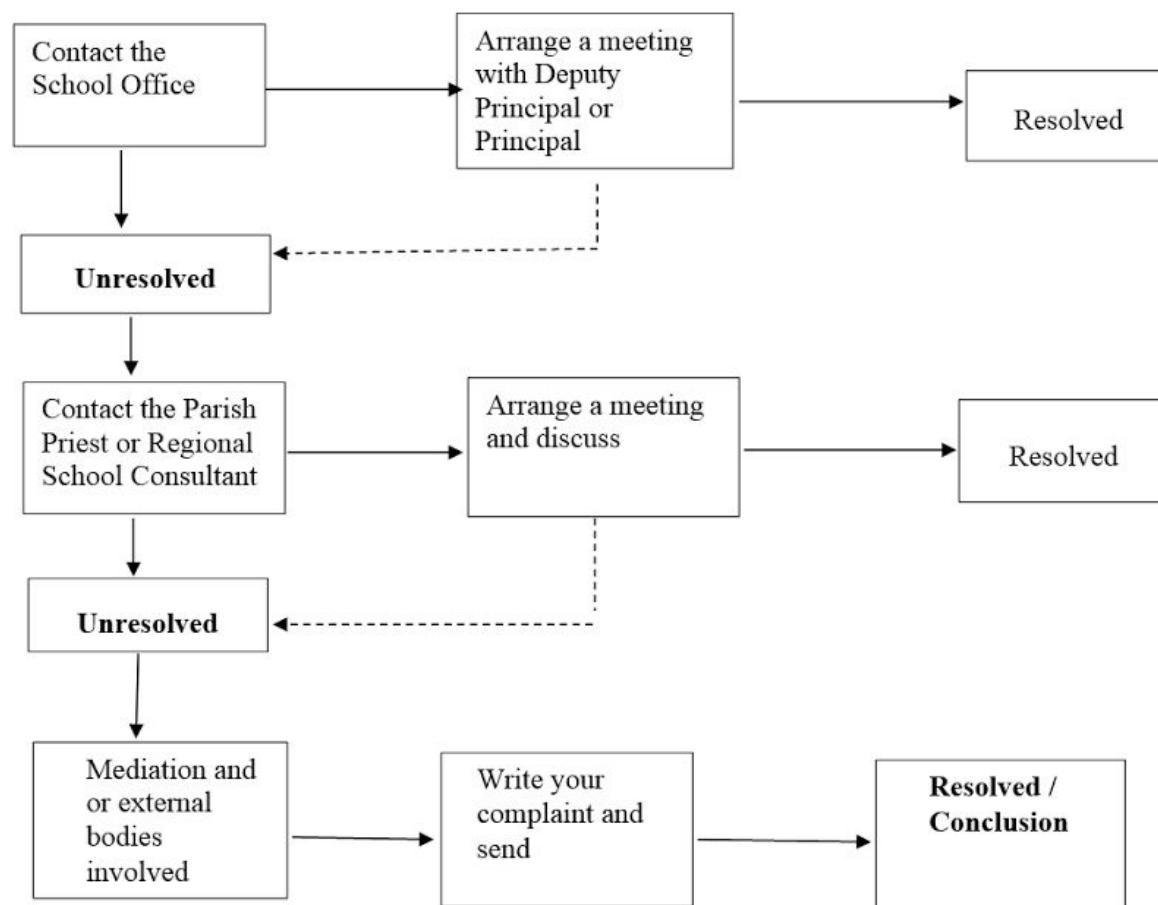 Contact the
School Office
Arrange a meeting
with Deputy
Principal or
Principal
Resolved
Unresolved
Contact the Parish
Priest or Regional
School Consultant
Arrange a meeting
and discuss
Resolved
Unresolved
Mediation and
or external
bodies
involved
Write your
complaint and
send
Resolved /
Conclusion